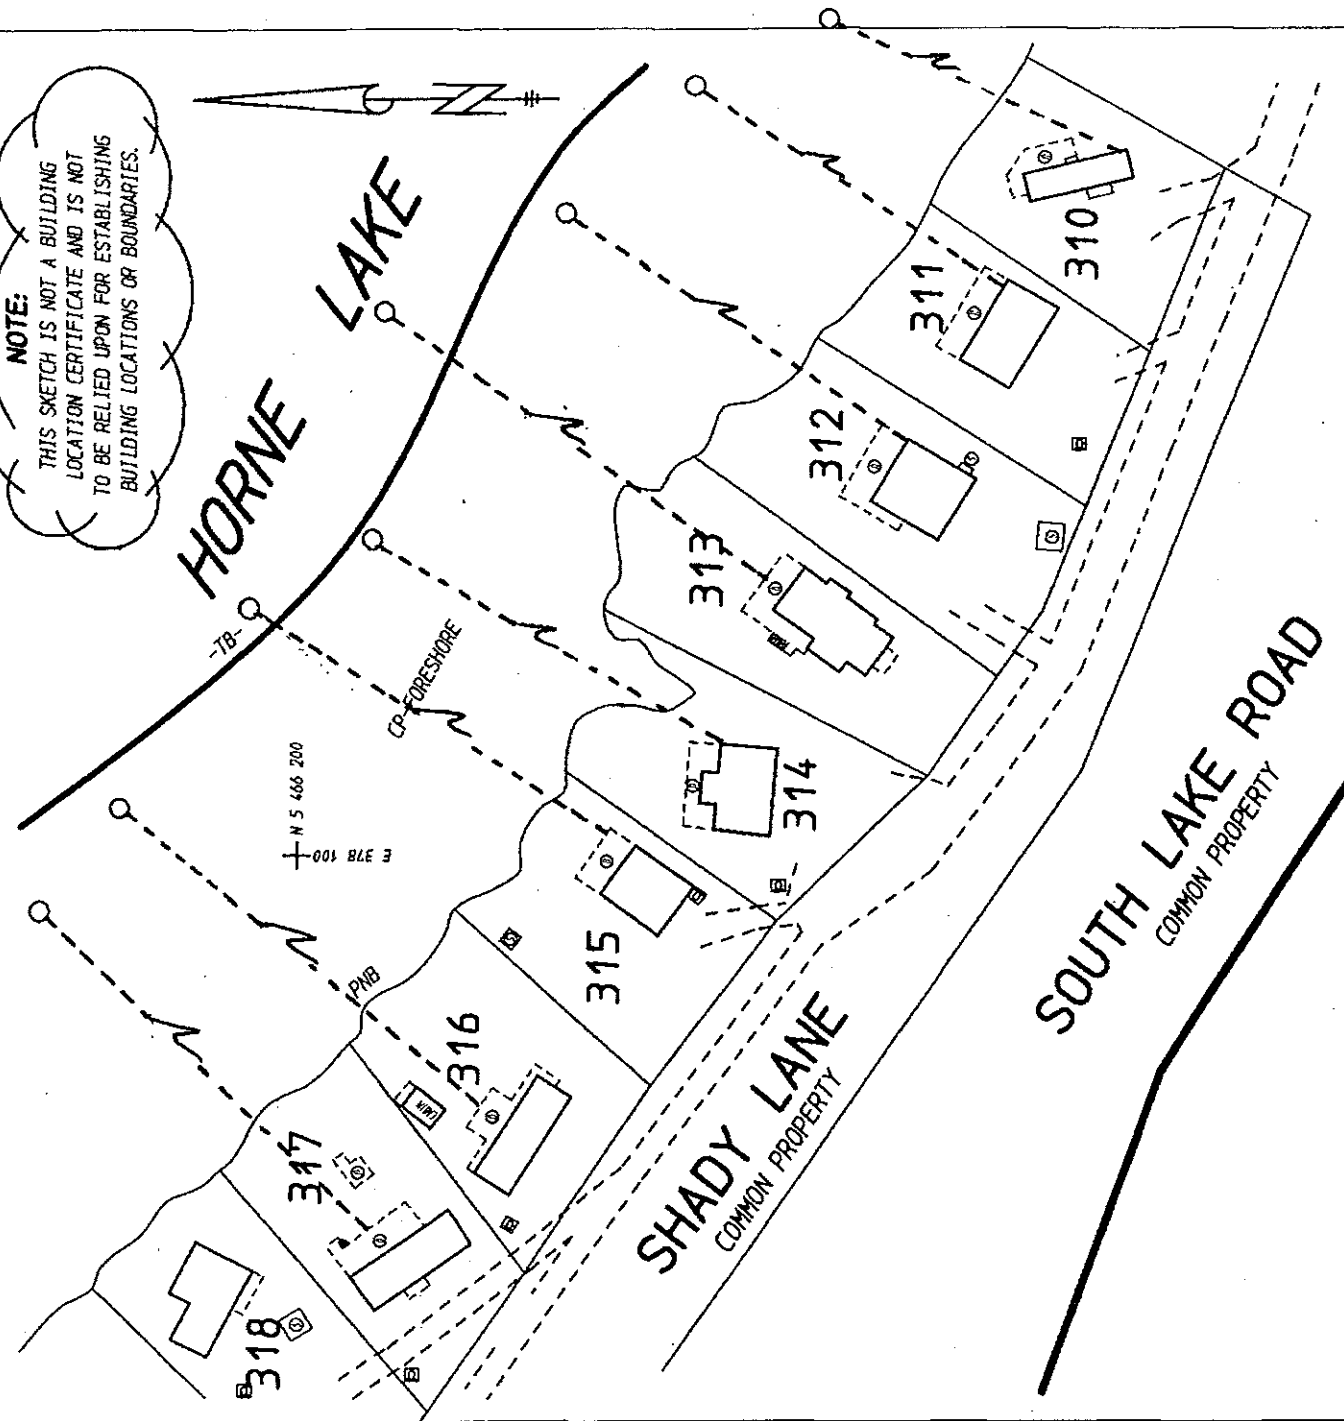 NOTE:
THIS SKETCH IS NOT A BUILDING
LOCATION CERTIFICATE AND IS NOT
TO BE RELIED UPON FOR ESTABLISHING
BUILDING LOCATIONS OR BOUNDARIES.
N
HORNE LAKE
-TB-
CP-FORESHORE
N 5 466 200
E 378 100
PNB
310
311
312
313
314
315
316
317
318
SHADY LANE
COMMON PROPERTY
SOUTH LAKE ROAD
COMMON PROPERTY